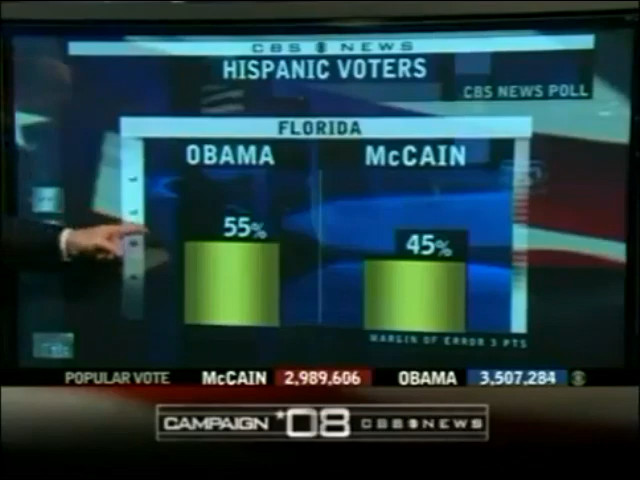 CBS NEWS
HISPANIC VOTERS
CBS NEWS POLL
FLORIDA
OBAMA McCAIN
55% 45%
MARGIN OF ERROR 3 PTS
POPULAR VOTE McCAIN 2,989,606 OBAMA 3,507,284
CAMPAIGN '08 CBS NEWS